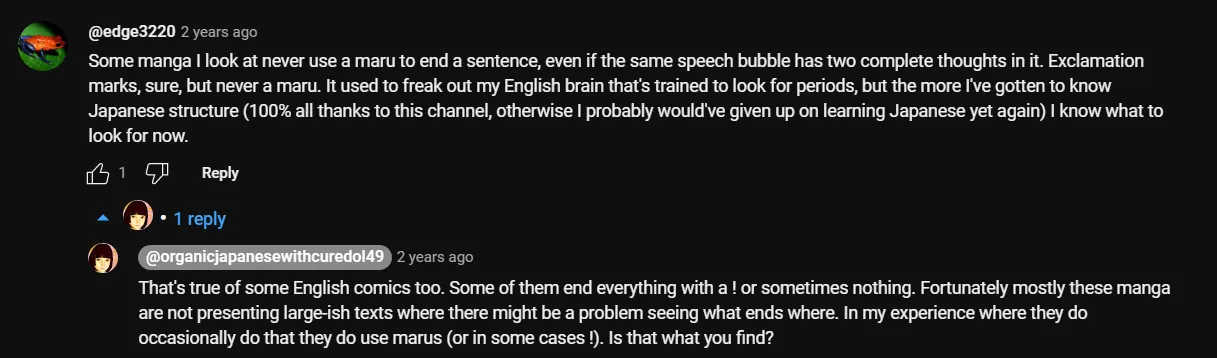 @edge3220 2 years ago
Some manga I look at never use a maru to end a sentence, even if the same speech bubble has two complete thoughts in it. Exclamation
marks, sure, but never a maru. It used to freak out my English brain that's trained to look for periods, but the more I've gotten to know
Japanese structure (100% all thanks to this channel, otherwise I probably would've given up on learning Japanese yet again) I know what to
look for now.
1 Reply
• 1 reply
@organicjapanesewithcuredol49 2 years ago
That's true of some English comics too. Some of them end everything with a ! or sometimes nothing. Fortunately mostly these manga
are not presenting large-ish texts where there might be a problem seeing what ends where. In my experience where they do
occasionally do that they do use marus (or in some cases !). Is that what you find?